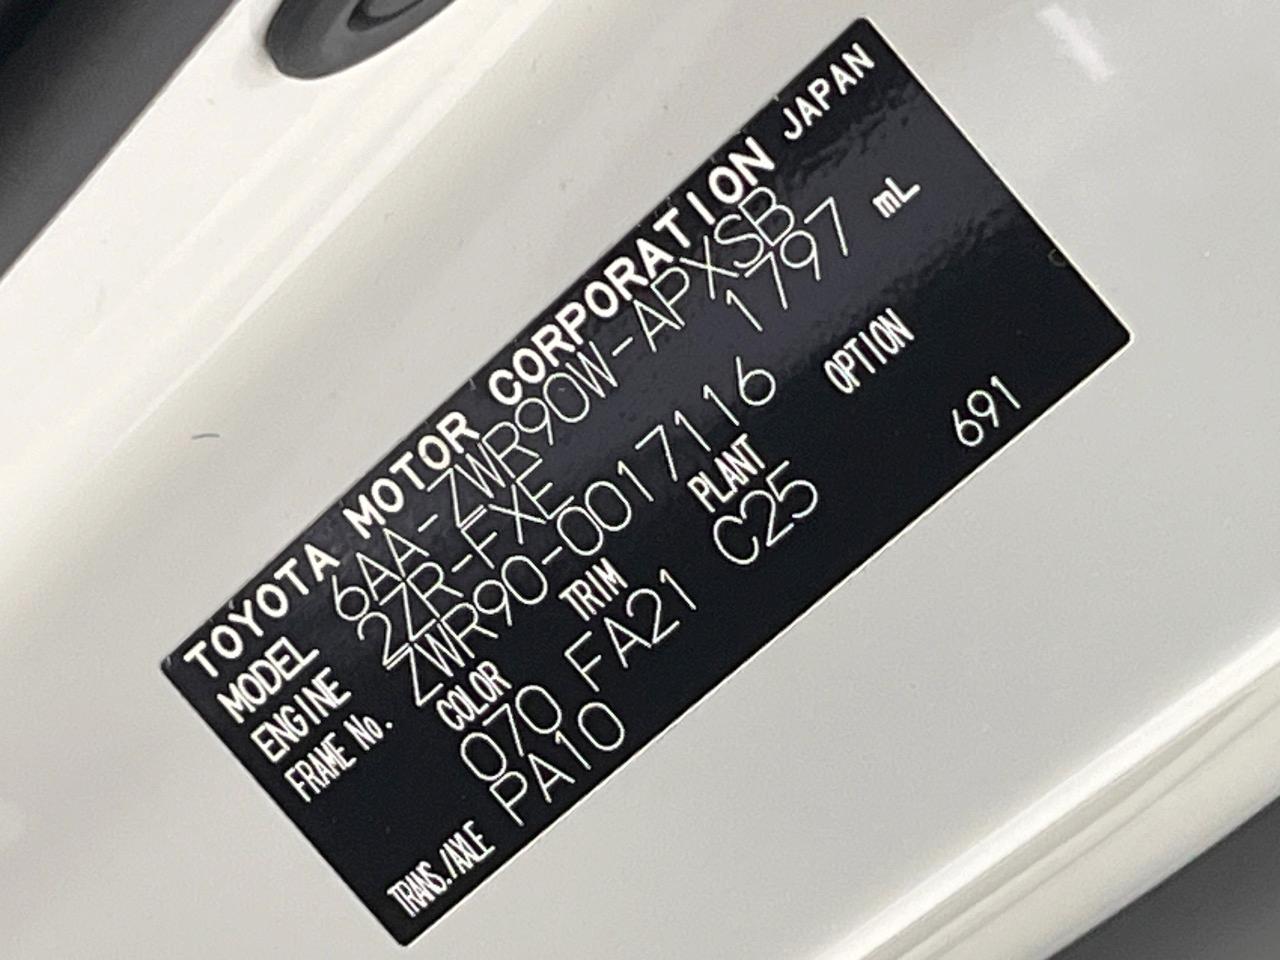 TOYOTA MOTOR CORPORATION JAPAN
MODEL 6AA-ZWR90W-APXSB
ENGINE 2ZR-FXE 1797 mL
FRAME No. ZWR90-0017116
COLOR TRIM PLANT OPTION
070 FA21 C25
TRANS./AXLE PA10 691